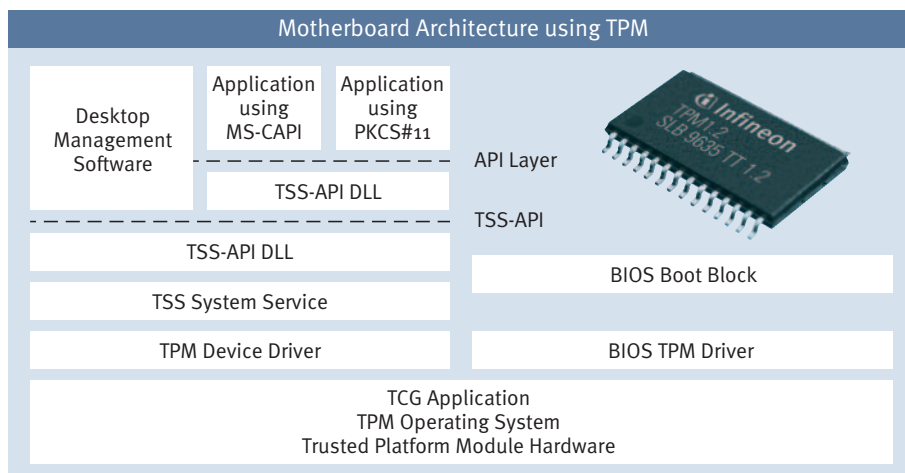 Motherboard Architecture using TPM
Desktop
Management
Software
Application
using
MS-CAPI
Application
using
PKCS#11
API Layer
TSS-API DLL
TSS-API
TSS-API DLL
TSS System Service
TPM Device Driver
infineon
TPM1.2
SLB 9635 TT 1.2
BIOS Boot Block
BIOS TPM Driver
TCG Application
TPM Operating System
Trusted Platform Module Hardware